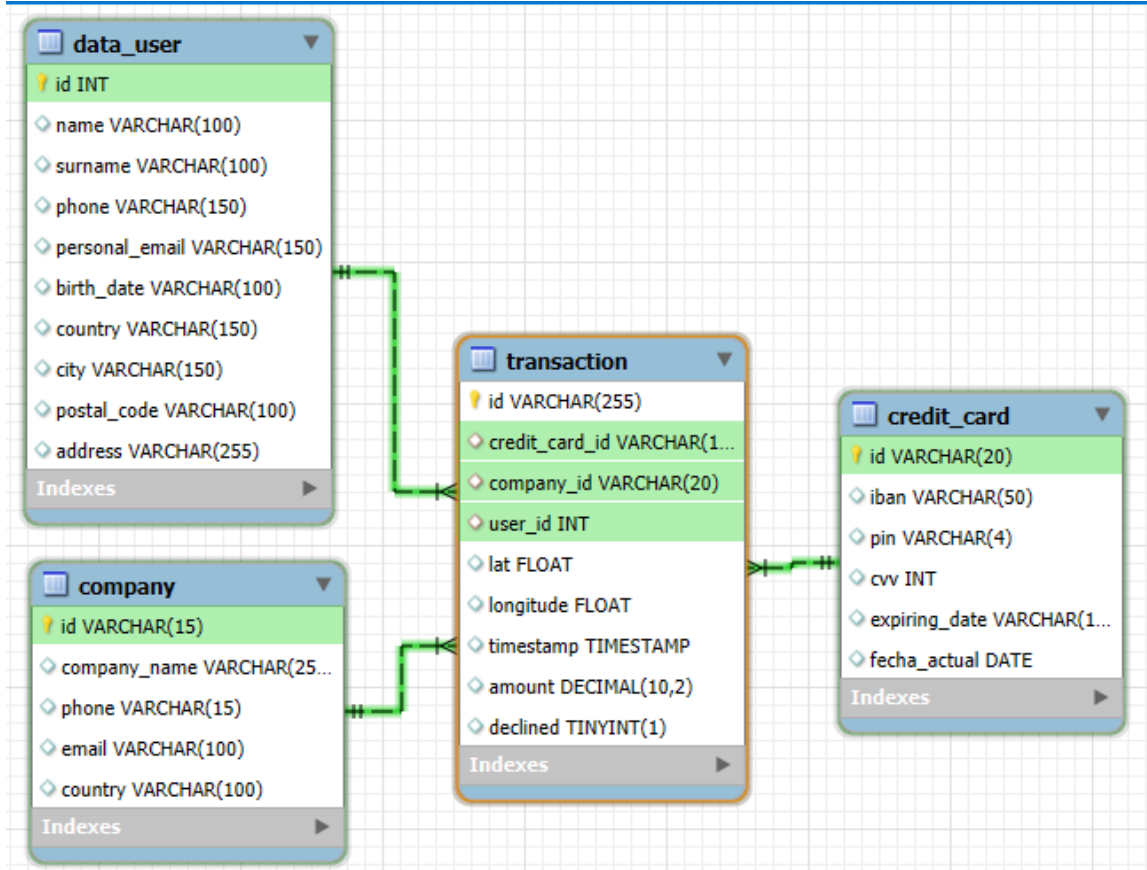 data_user
id INT
name VARCHAR(100)
surname VARCHAR(100)
phone VARCHAR(150)
personal_email VARCHAR(150)
birth_date VARCHAR(100)
country VARCHAR(150)
city VARCHAR(150)
postal_code VARCHAR(100)
address VARCHAR(255)
Indexes
company
id VARCHAR(15)
company_name VARCHAR(25...
phone VARCHAR(15)
email VARCHAR(100)
country VARCHAR(100)
Indexes
transaction
id VARCHAR(255)
credit_card_id VARCHAR(1...
company_id VARCHAR(20)
user_id INT
lat FLOAT
longitude FLOAT
timestamp TIMESTAMP
amount DECIMAL(10,2)
declined TINYINT(1)
Indexes
credit_card
id VARCHAR(20)
iban VARCHAR(50)
pin VARCHAR(4)
cvv INT
expiring_date VARCHAR(1...
fecha_actual DATE
Indexes